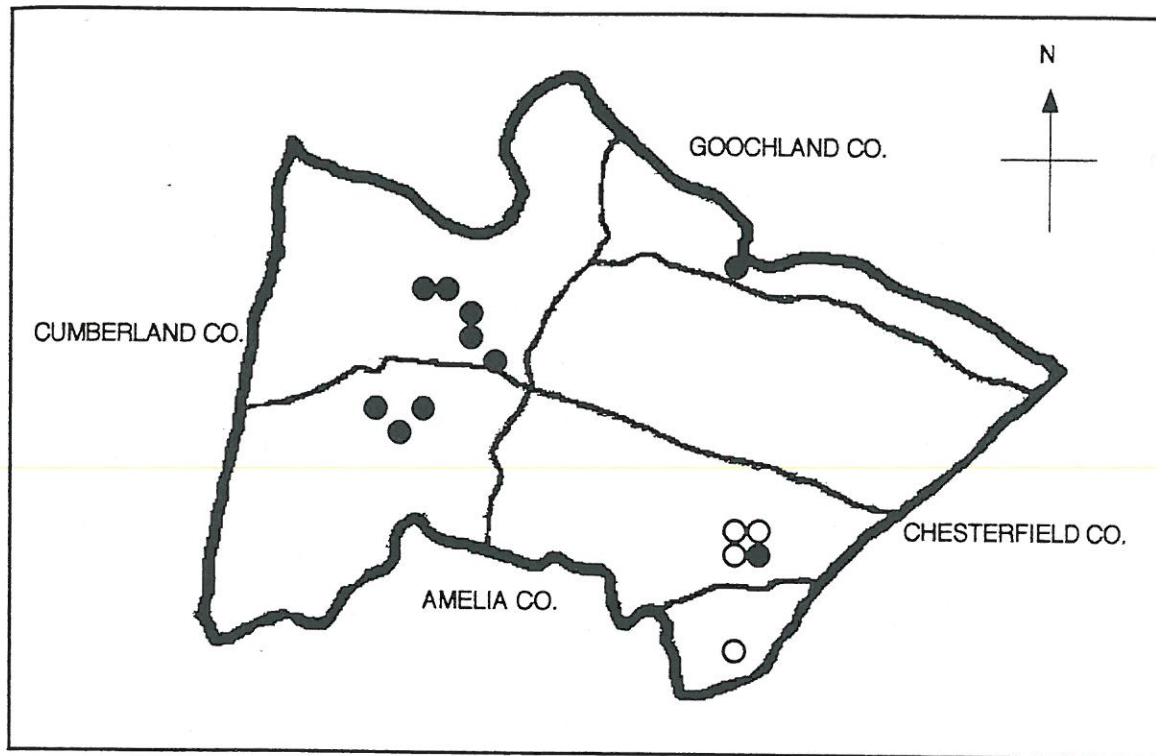 N
GOOCHLAND CO.
CUMBERLAND CO.
CHESTERFIELD CO.
AMELIA CO.